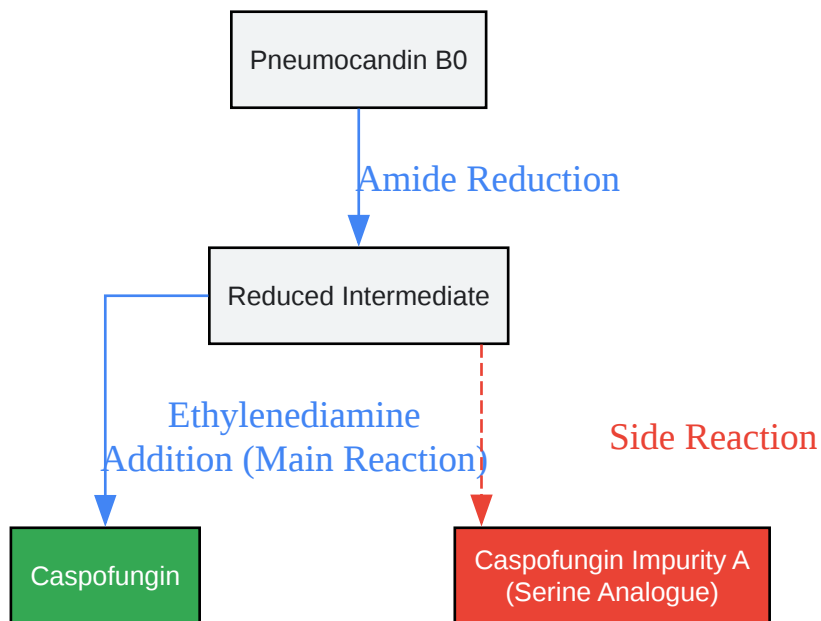 Pneumocandin B0
Amide Reduction
Reduced Intermediate
Ethylenediamine
Addition (Main Reaction)
Side Reaction
Caspofungin
Caspofungin Impurity A
(Serine Analogue)